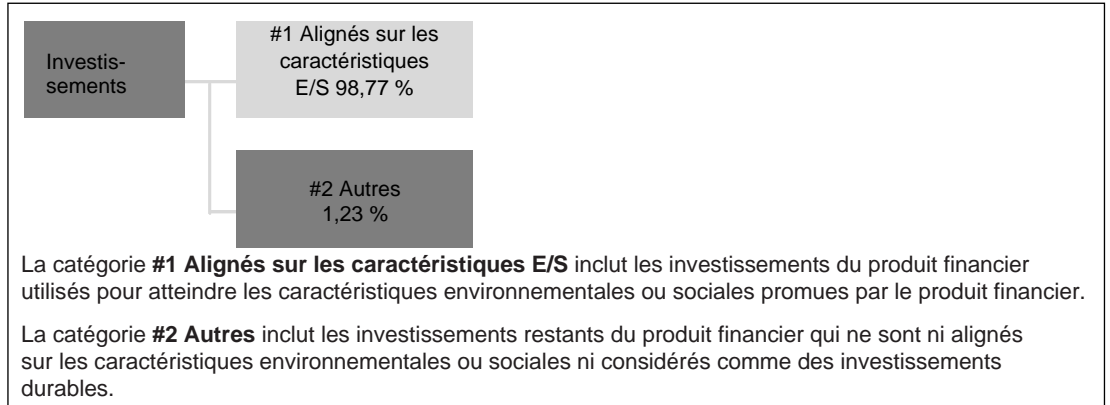 Investis-
sements
#1 Alignés sur les
caractéristiques
E/S 98,77 %
#2 Autres
1,23 %
La catégorie #1 Alignés sur les caractéristiques E/S inclut les investissements du produit financier
utilisés pour atteindre les caractéristiques environnementales ou sociales promues par le produit financier.
La catégorie #2 Autres inclut les investissements restants du produit financier qui ne sont ni alignés
sur les caractéristiques environnementales ou sociales ni considérés comme des investissements
durables.